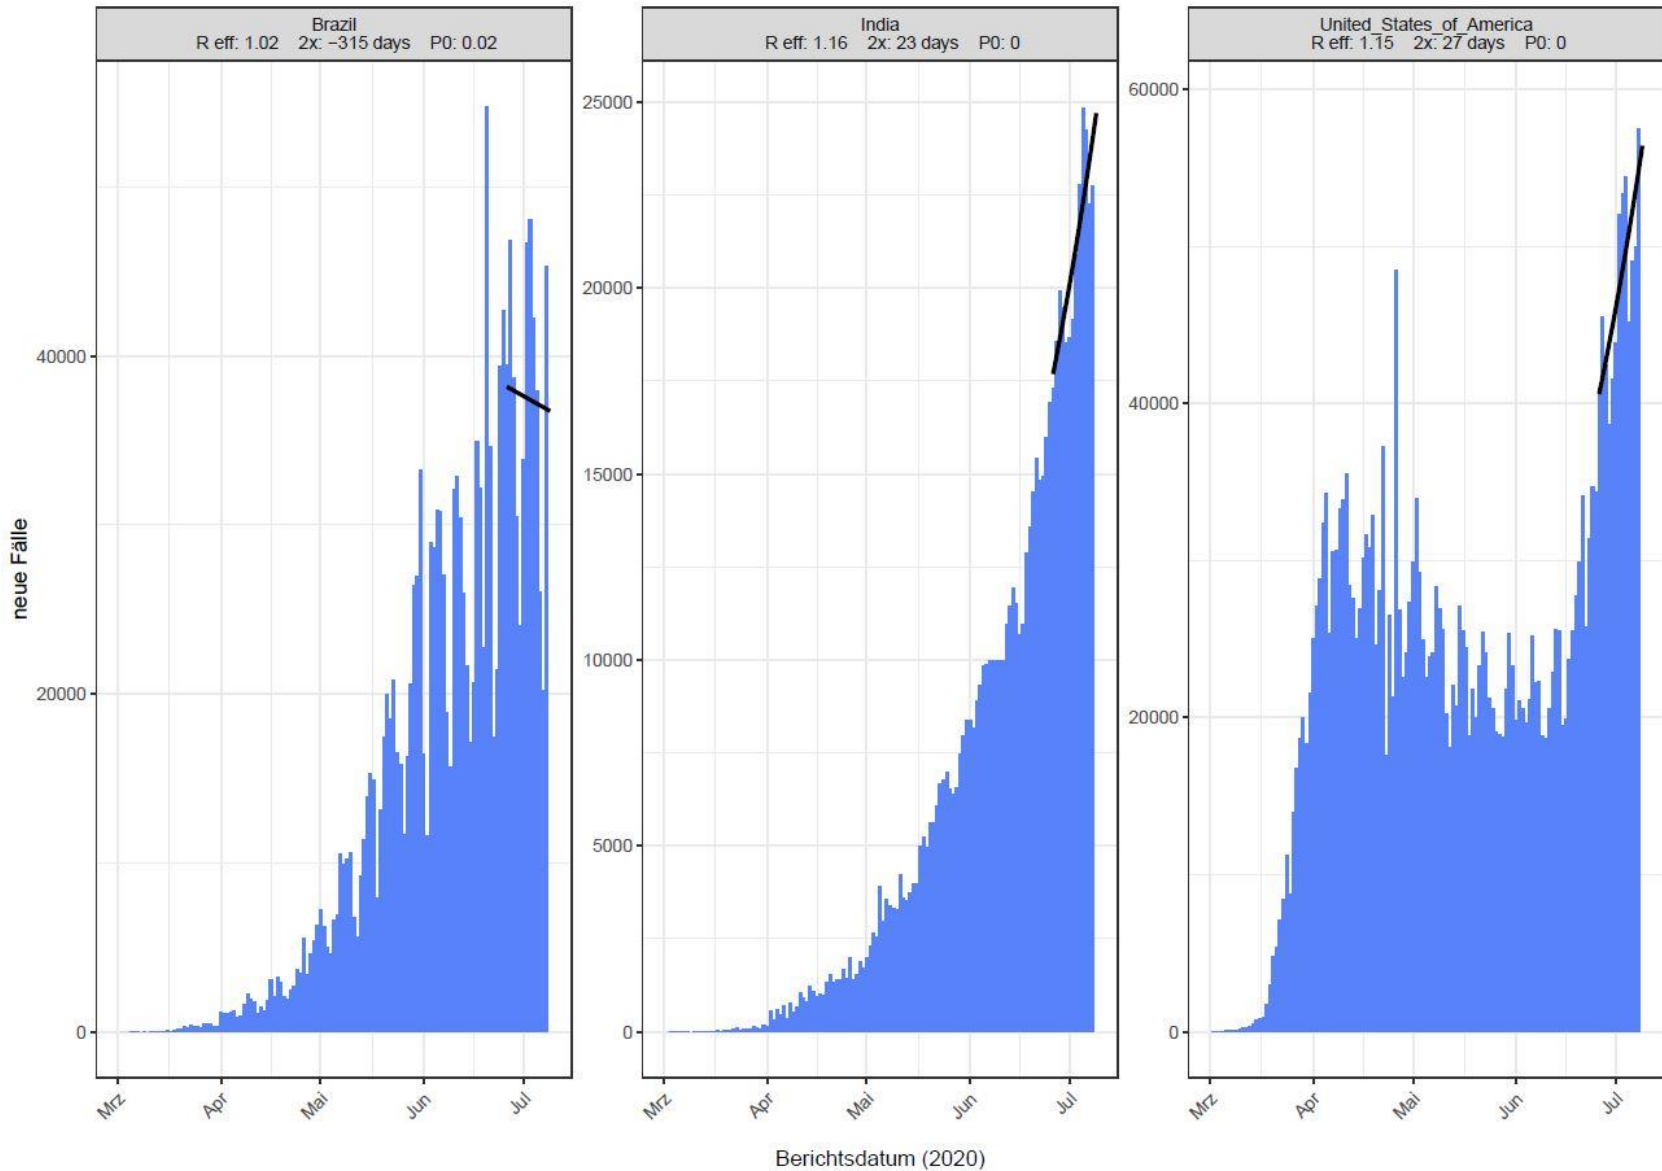 Brazil
R eff: 1.02 2x: −315 days P0: 0.02
India
R eff: 1.16 2x: 23 days P0: 0
United_States_of_America
R eff: 1.15 2x: 27 days P0: 0
neue Fälle
40000
20000
0
25000
20000
15000
10000
5000
0
60000
40000
20000
0
Mrz
Apr
Mai
Jun
Jul
Mrz
Apr
Mai
Jun
Jul
Mrz
Apr
Mai
Jun
Jul
Berichtsdatum (2020)